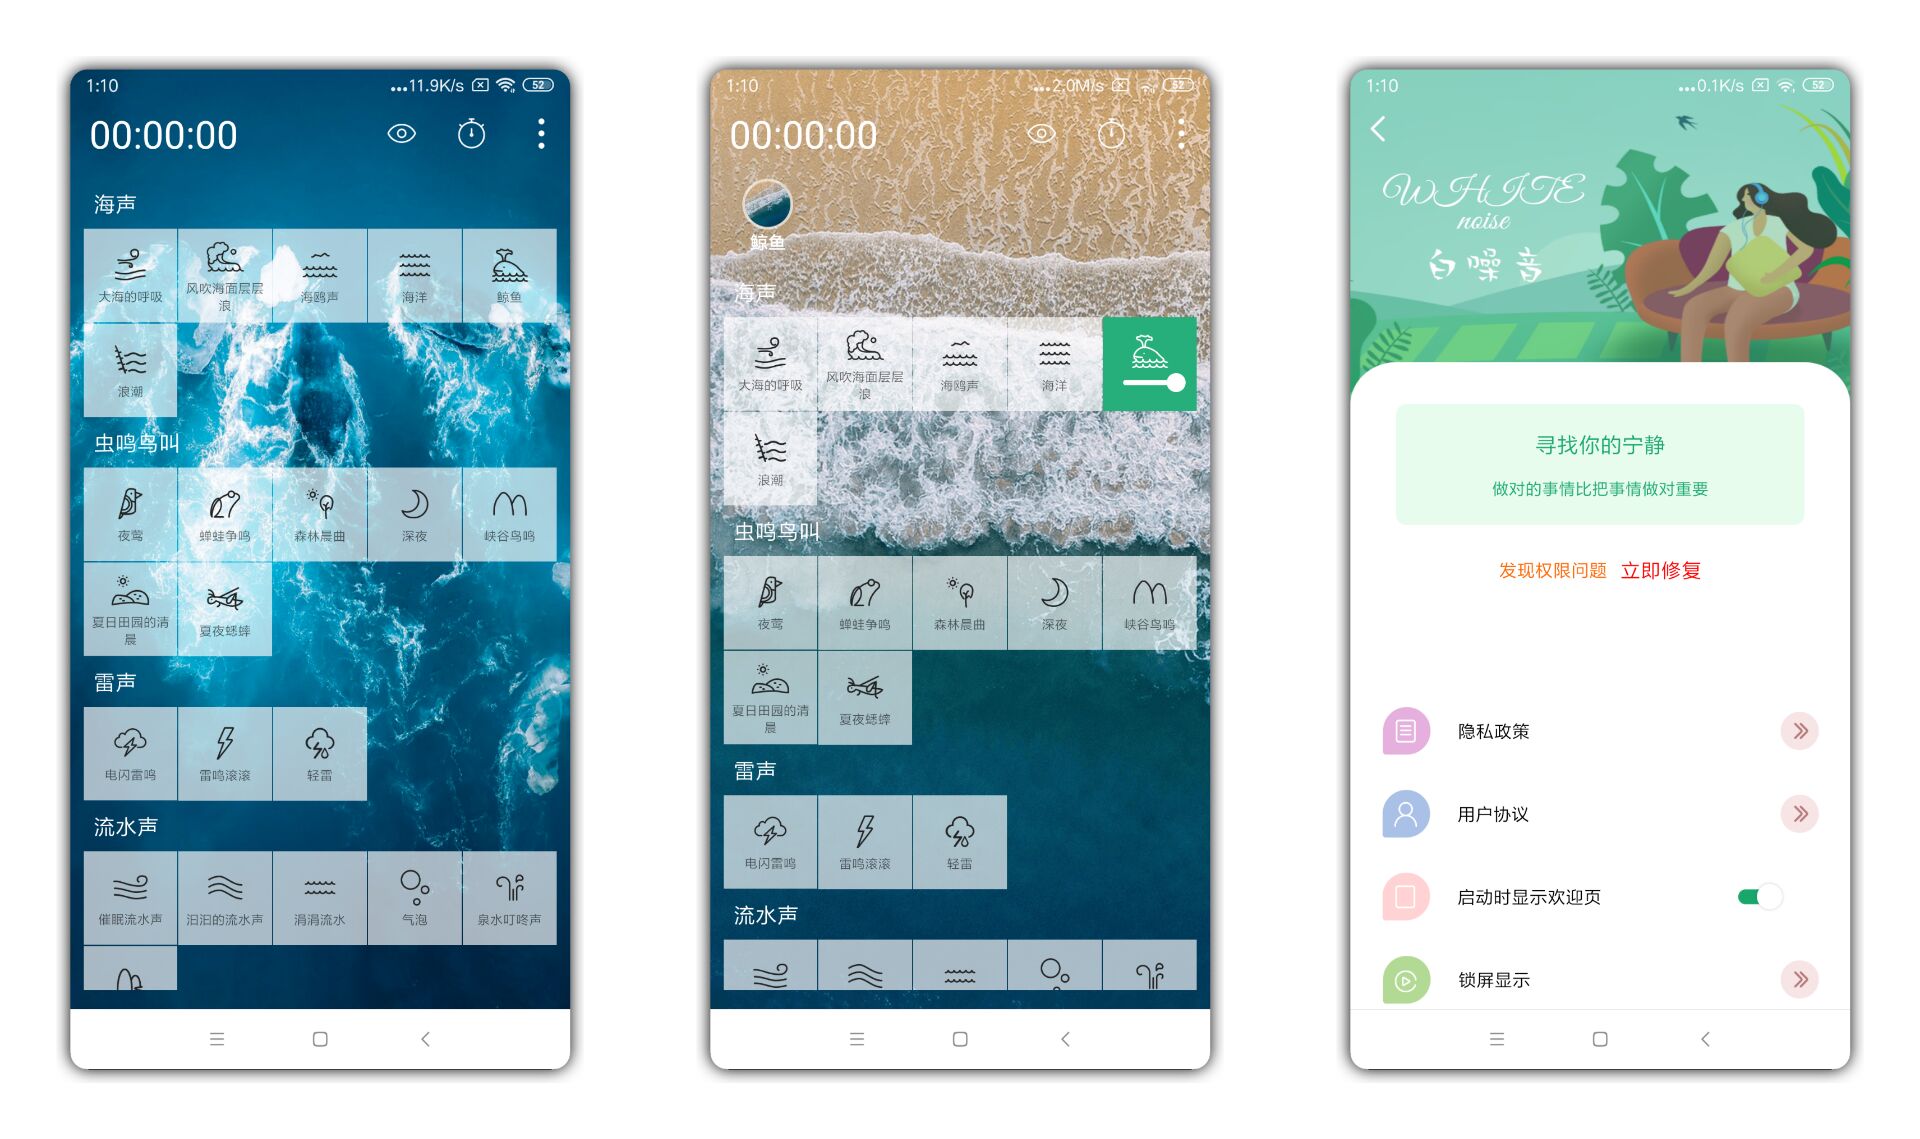 1:10
...11.9K/s
52
00:00:00
海声
大海的呼吸
风吹海面层层
浪
海鸥声
海洋
鲸鱼
浪潮
虫鸣鸟叫
夜莺
蝉蛙争鸣
森林晨曲
深夜
峡谷鸟鸣
夏日田园的清
晨
夏夜蟋蟀
雷声
电闪雷鸣
雷鸣滚滚
轻雷
流水声
催眠流水声
汩汩的流水声
涓涓流水
气泡
泉水叮咚声
1:10
...2.0M/s
52
00:00:00
鲸鱼
海声
大海的呼吸
风吹海面层层
浪
海鸥声
海洋
浪潮
虫鸣鸟叫
夜莺
蝉蛙争鸣
森林晨曲
深夜
峡谷鸟鸣
夏日田园的清
晨
夏夜蟋蟀
雷声
电闪雷鸣
雷鸣滚滚
轻雷
流水声
1:10
...0.1K/s
52
WHITE
noise
白噪音
寻找你的宁静
做对的事情比把事情做对重要
发现权限问题 立即修复
隐私政策
用户协议
启动时显示欢迎页
锁屏显示